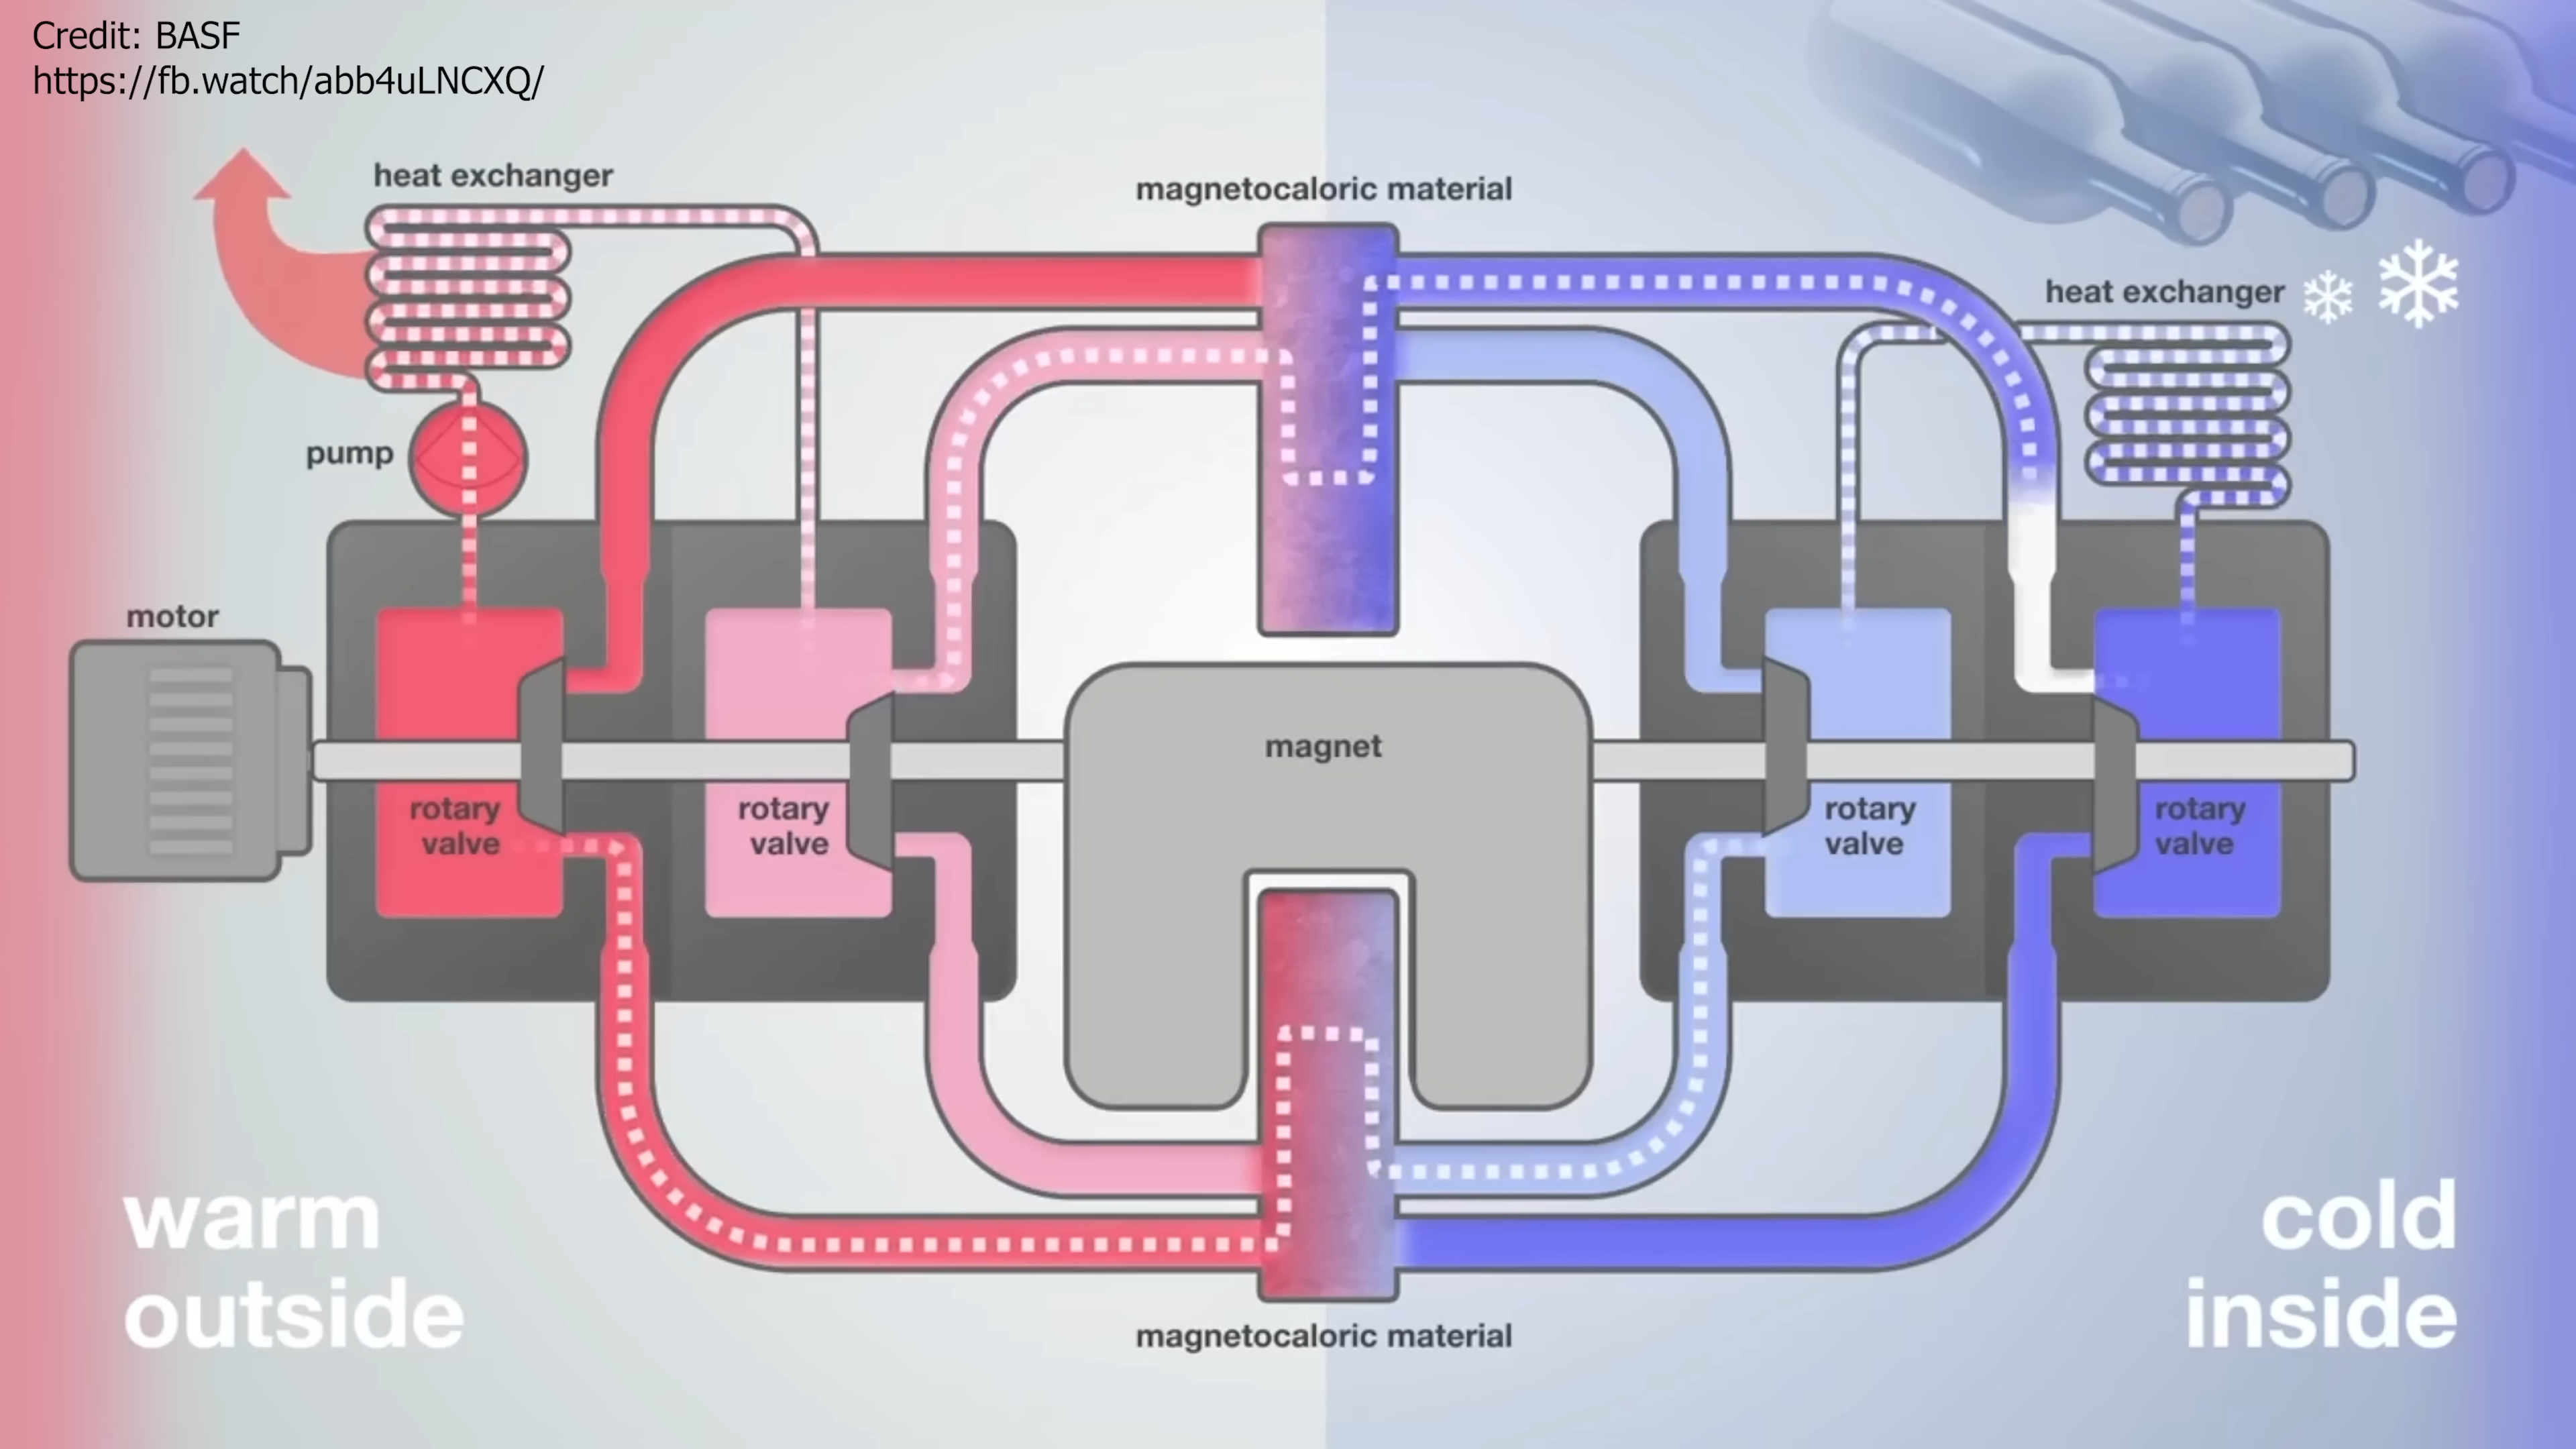 Credit: BASF
https://fb.watch/abb4uLNCXQ/
heat exchanger
magnetocaloric material
heat exchanger
pump
motor
magnet
rotary
valve
rotary
valve
rotary
valve
rotary
valve
warm
outside
cold
inside
magnetocaloric material